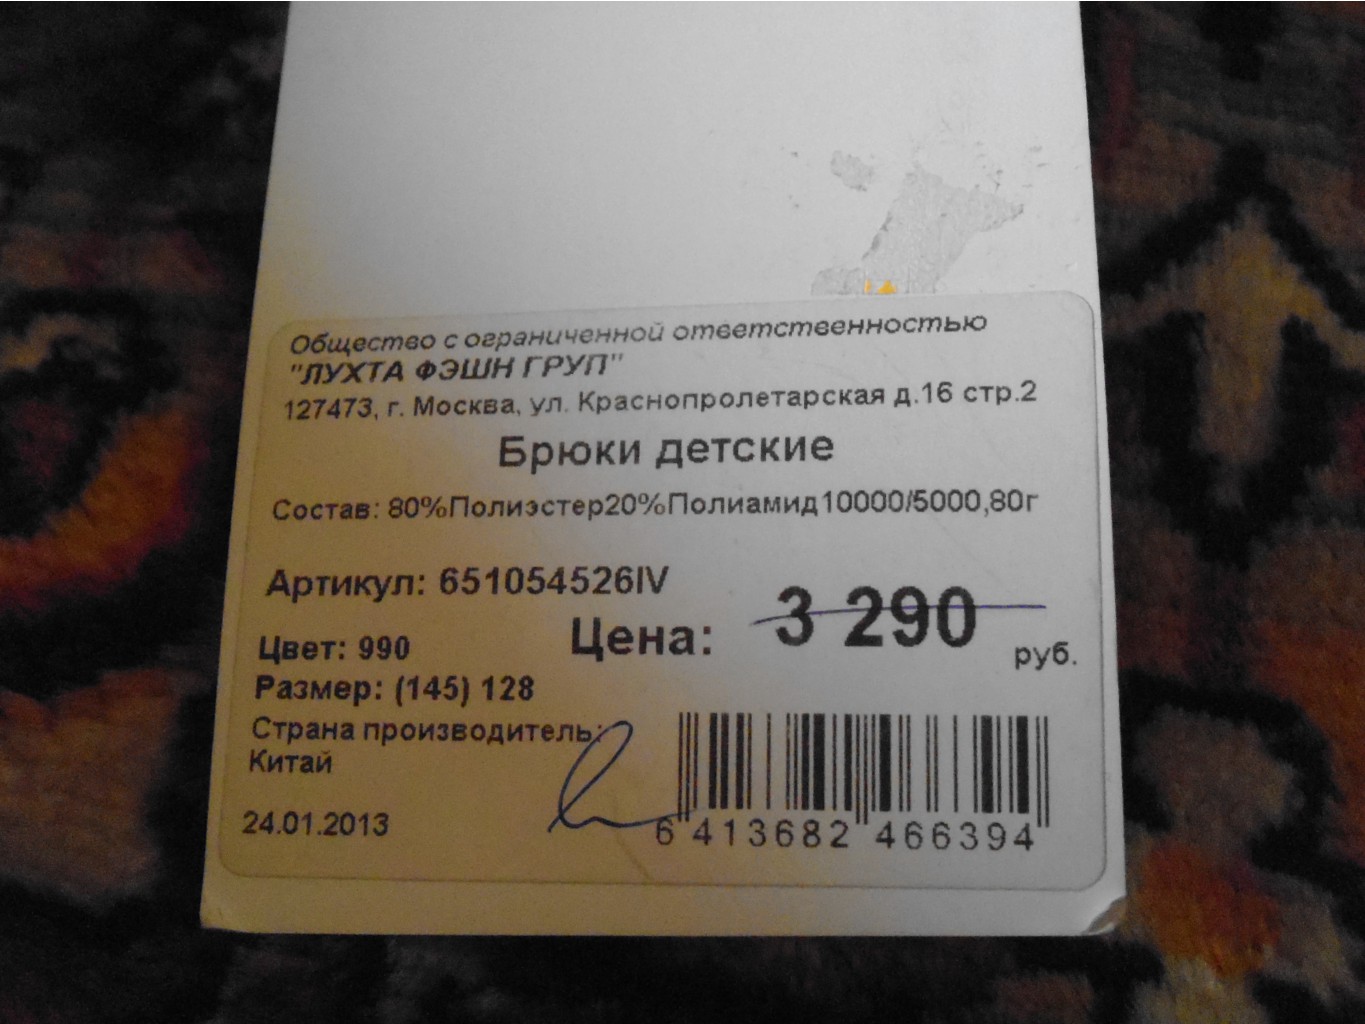 Общество с ограниченной ответственностью
"ЛУХТА ФЭШН ГРУП"
127473, г. Москва, ул. Краснопролетарская д.16 стр.2
Брюки детские
Состав: 80%Полиэстер20%Полиамид10000/5000,80г
Артикул: 651054526IV
Цена: 3 290 руб.
Цвет: 990
Размер: (145) 128
Страна производитель:
Китай
24.01.2013
6 413682 466394